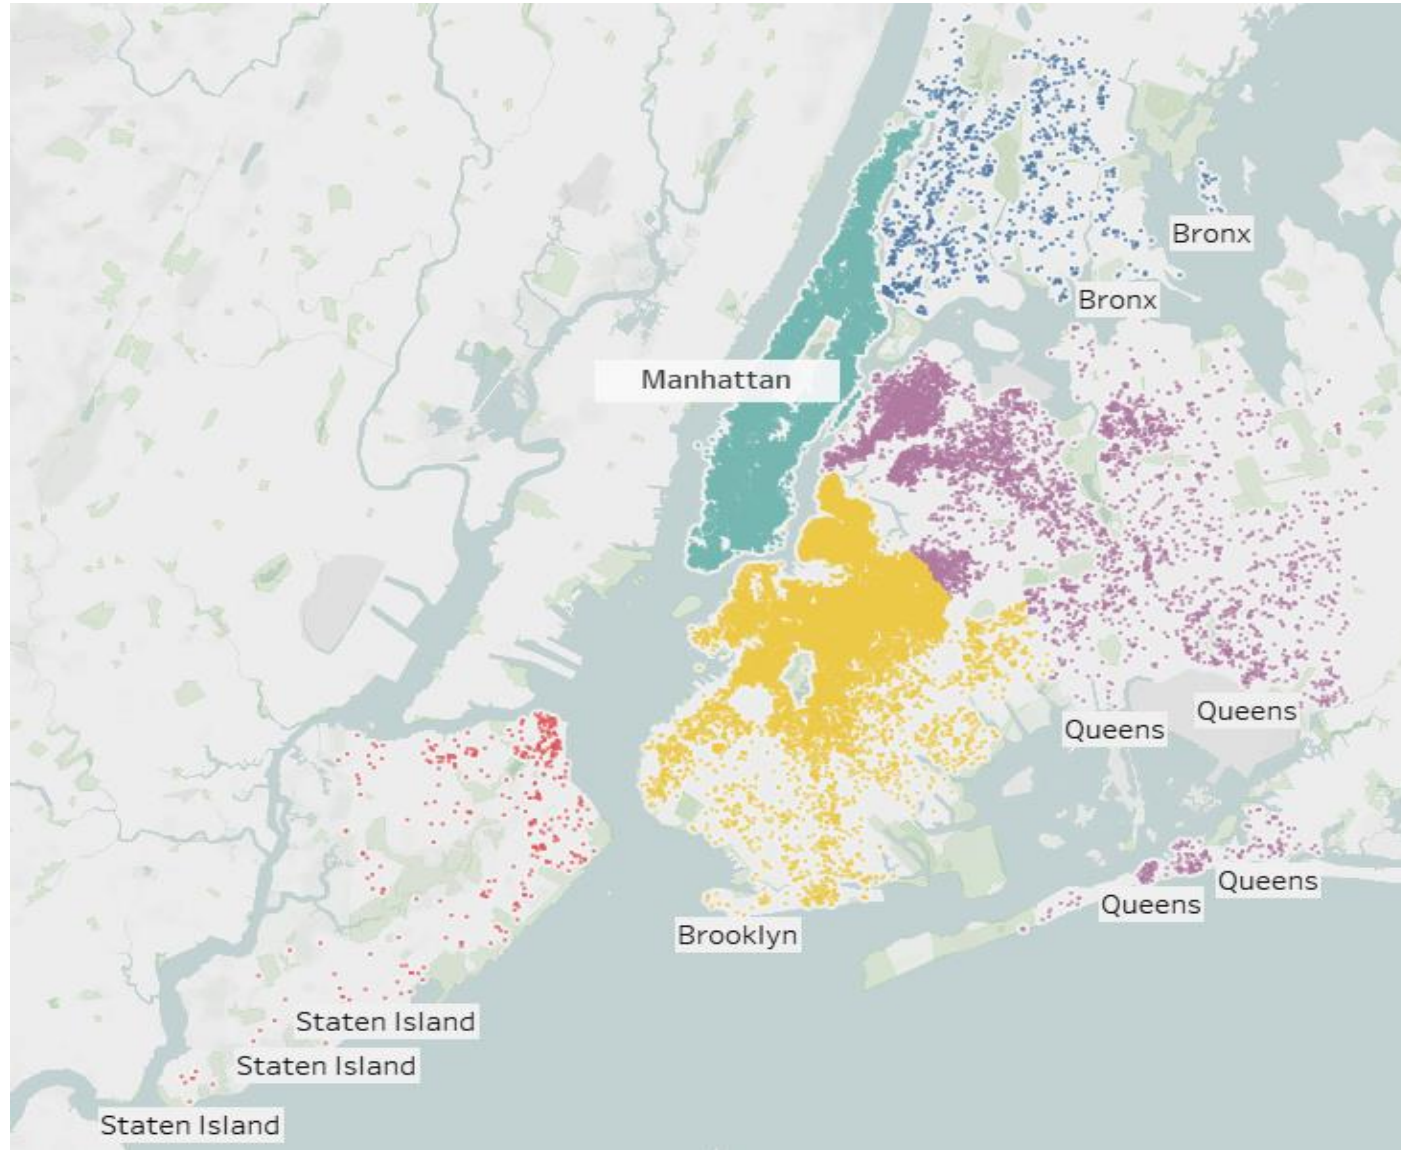 Bronx
Bronx
Manhattan
Queens
Queens
Queens
Queens
Brooklyn
Staten Island
Staten Island
Staten Island